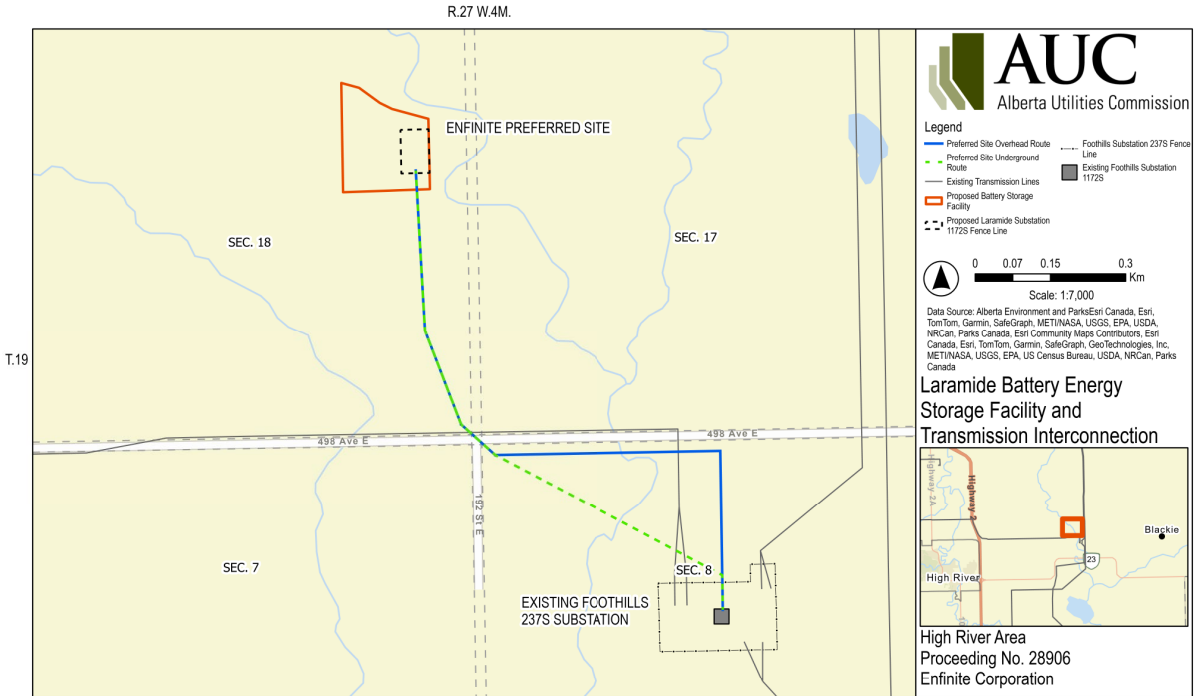 R.27 W.4M.
T.19
ENFINITE PREFERRED SITE
SEC. 18
SEC. 17
498 Ave E
498 Ave E
192 St E
SEC. 7
SEC. 8
EXISTING FOOTHILLS
237S SUBSTATION
AUC
Alberta Utilities Commission
Legend
Preferred Site Overhead Route
Preferred Site Underground
Route
Existing Transmission Lines
Proposed Battery Storage
Facility
Proposed Laramide Substation
1172S Fence Line
Foothills Substation 237S Fence
Line
Existing Foothills Substation
1172S
0 0.07 0.15 0.3
Km
Scale: 1:7,000
Data Source: Alberta Environment and ParksEsri Canada, Esri,
TomTom, Garmin, SafeGraph, METI/NASA, USGS, EPA, USDA,
NRCan, Parks Canada, Esri Community Maps Contributors, Esri
Canada, Esri, TomTom, Garmin, SafeGraph, GeoTechnologies, Inc,
METI/NASA, USGS, EPA, US Census Bureau, USDA, NRCan, Parks
Canada
Laramide Battery Energy
Storage Facility and
Transmission Interconnection
Highway 2A
Highway 2
Blackie
23
High River
High River Area
Proceeding No. 28906
Enfinite Corporation